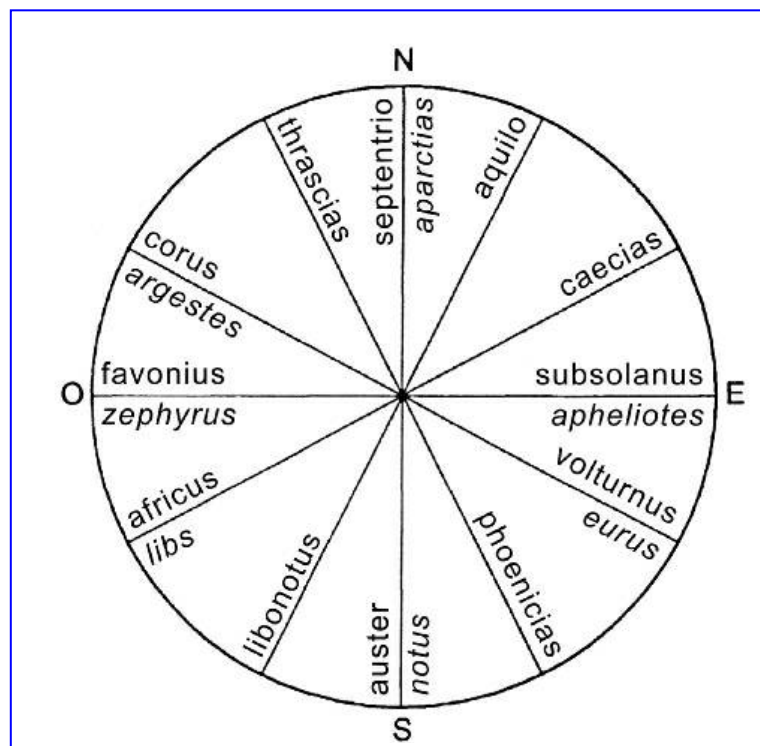 N
thrascias
septentrio
aparctias
aquilo
corus
argestes
caecias
O
favonius
zephyrus
subsolanus
apheliotes
E
africus
libs
volturnus
eurus
libonotus
auster
notus
phoenicias
S